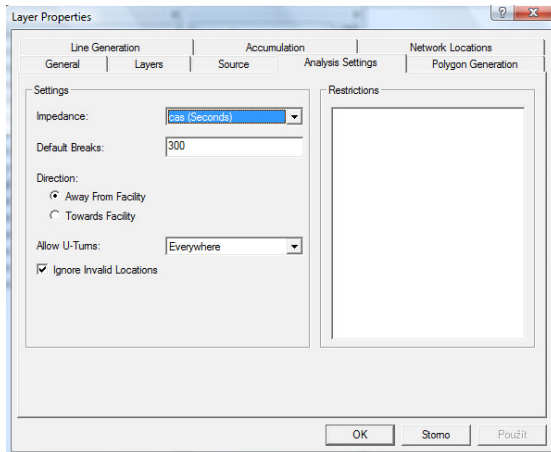 Layer Properties
Line Generation Accumulation Network Locations
General Layers Source Analysis Settings Polygon Generation
Settings
Impedance: cas (Seconds)
Default Breaks: 300
Direction:
Away From Facility
Towards Facility
Allow U-Turns: Everywhere
Ignore Invalid Locations
Restrictions
OK Storno Použít